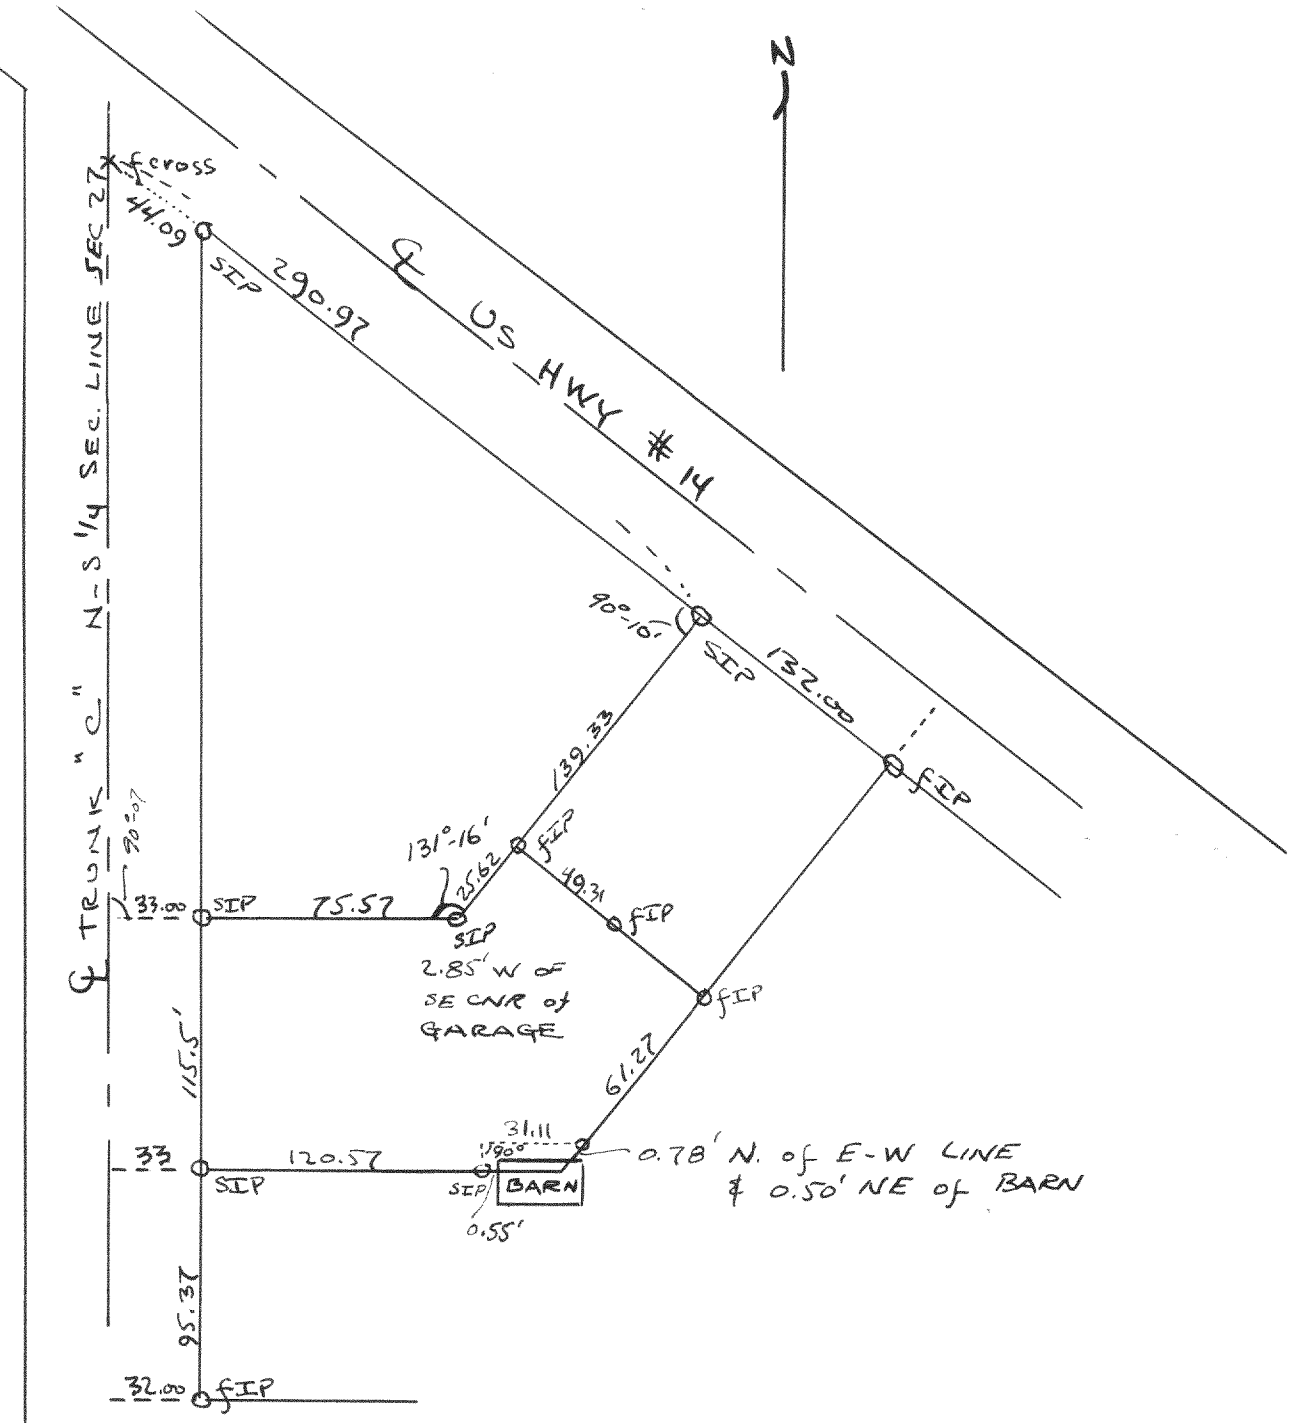 N
f cross
44.09
SIP
290.97
℄ US HWY # 14
℄ TRUNK "C" N-S 1/4 SEC. LINE SEC 27
90°-10'
SIP
132.00
fIP
139.33
90°-07
131°-16'
fIP
25.62
49.31
33.00
SIP
75.57
SIP
fIP
2.85' W OF
SE CNR of
GARAGE
fIP
115.5'
61.27
31.11
90°
0.78' N. of E-W LINE
& 0.50' NE of BARN
33
120.57
SIP
SIP
BARN
0.55'
95.37
32.00
fIP